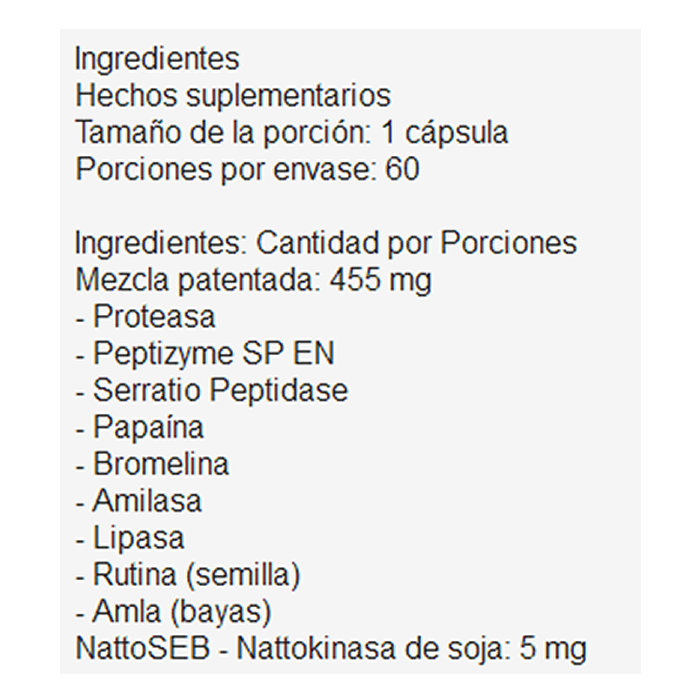 Ingredientes
Hechos suplementarios
Tamaño de la porción: 1 cápsula
Porciones por envase: 60
Ingredientes: Cantidad por Porciones
Mezcla patentada: 455 mg
- Proteasa
- Peptizyme SP EN
- Serratio Peptidase
- Papaína
- Bromelina
- Amilasa
- Lipasa
- Rutina (semilla)
- Amla (bayas)
NattoSEB - Nattokinasa de soja: 5 mg